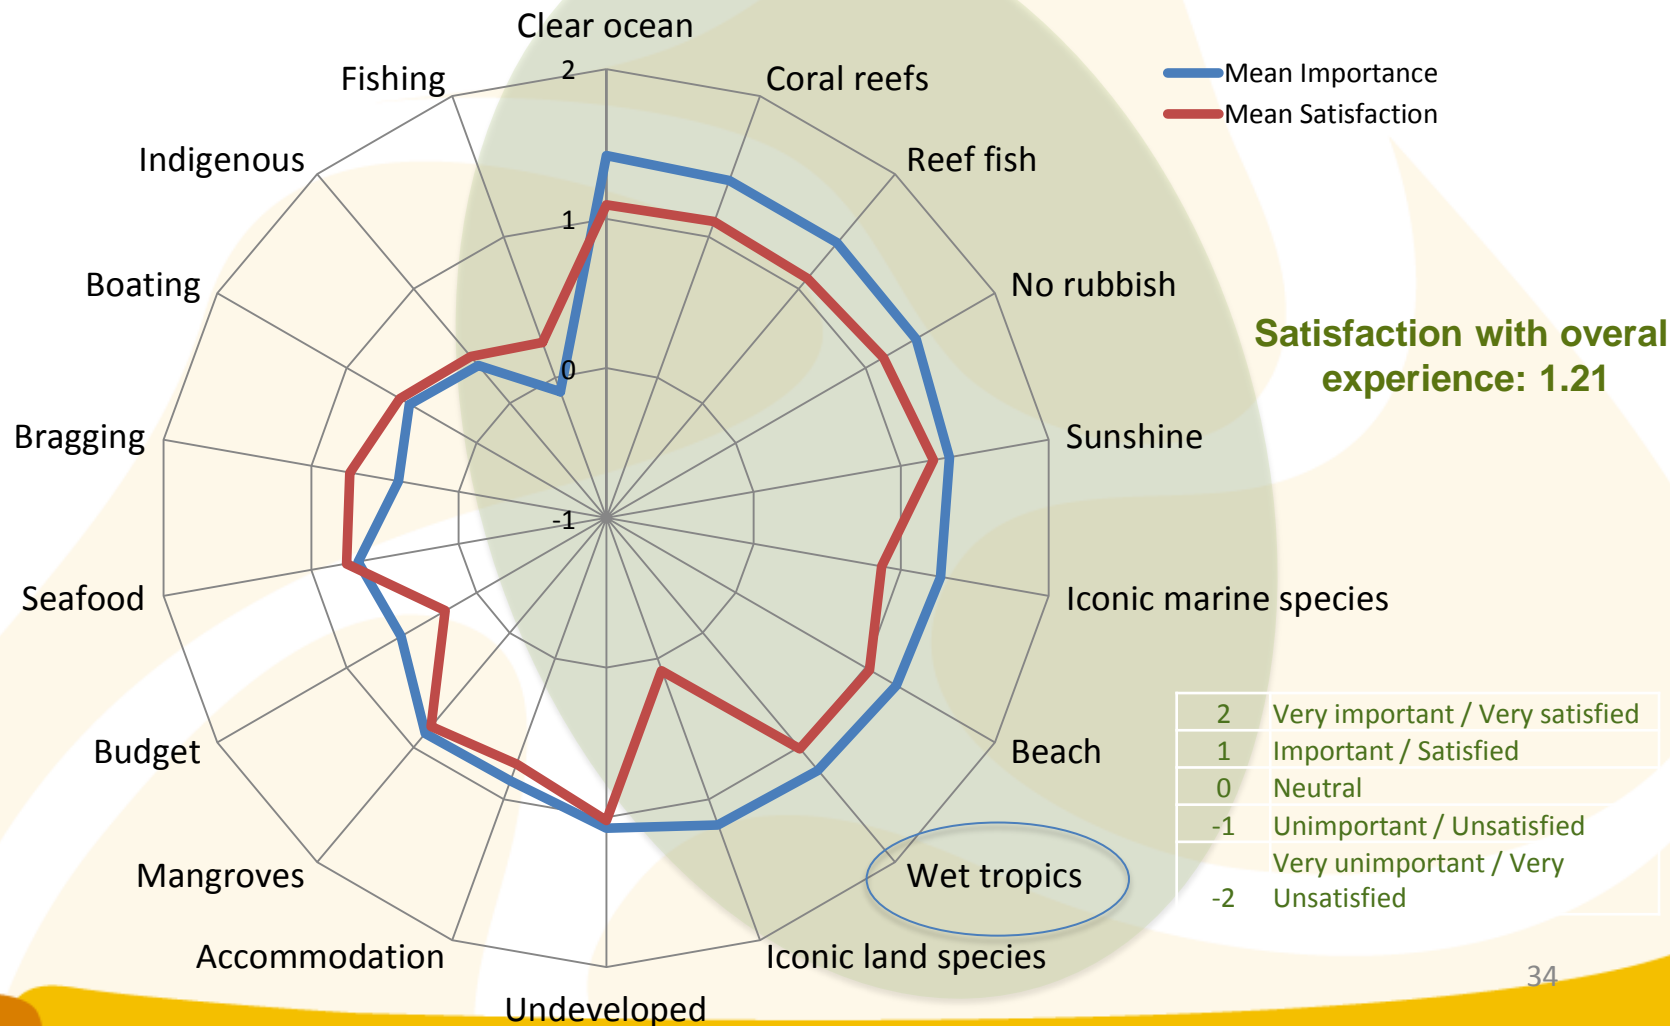 Clear ocean
2
Fishing
Coral reefs
Mean Importance
Mean Satisfaction
Indigenous
Reef fish
1
Boating
No rubbish
Satisfaction with overal
experience: 1.21
0
Bragging
Sunshine
-1
Seafood
Iconic marine species
2 Very important / Very satisfied
1 Important / Satisfied
0 Neutral
-1 Unimportant / Unsatisfied
Very unimportant / Very
-2 Unsatisfied
Budget
Beach
Mangroves
Wet tropics
Accommodation
Iconic land species
Undeveloped
34